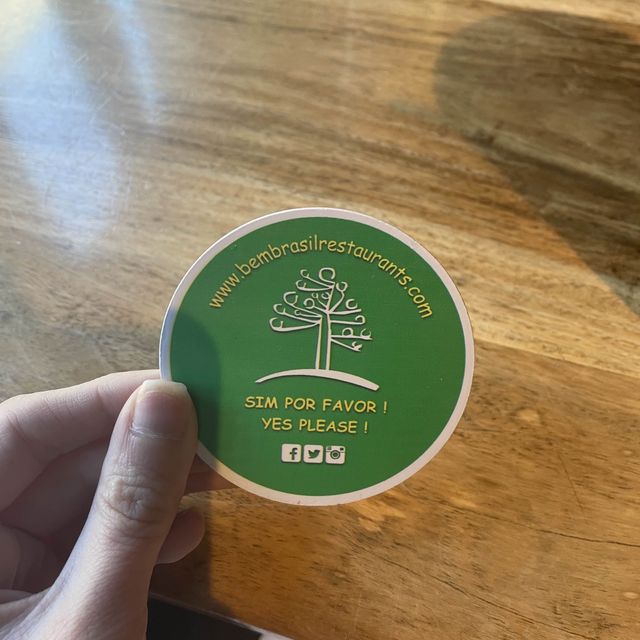 www.bembrasilrestaurants.com
SIM POR FAVOR !
YES PLEASE !